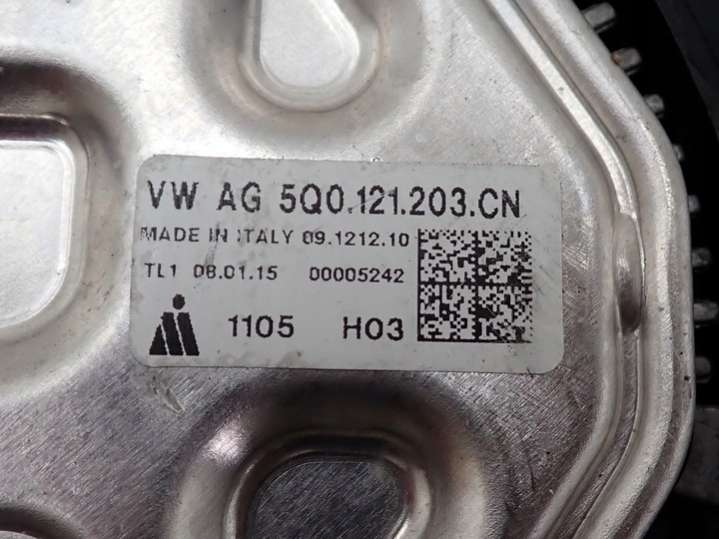 VW AG 5Q0.121.203.CN
MADE IN ITALY 09.1212.10
TL1 08.01.15 00005242
1105 H03